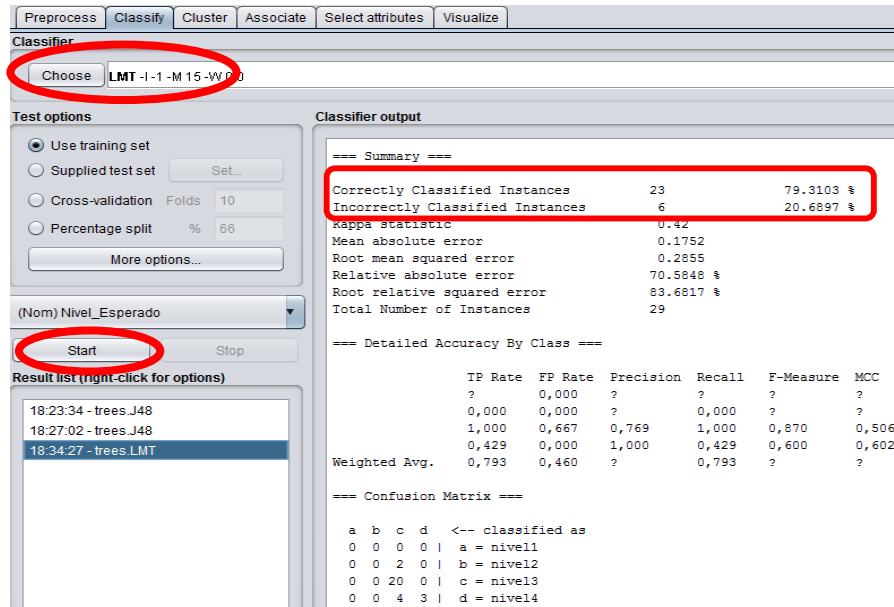 Preprocess Classify Cluster Associate Select attributes Visualize
Classifier
Choose LMT -I -1 -M 15 -W 0.0
Test options
Use training set
Supplied test set Set...
Cross-validation Folds 10
Percentage split % 66
More options...
(Nom) Nivel_Esperado
Start Stop
Result list (right-click for options)
18:23:34 - trees.J48
18:27:02 - trees.J48
18:34:27 - trees.LMT
Classifier output
=== Summary ===
Correctly Classified Instances 23 79.3103 %
Incorrectly Classified Instances 6 20.6897 %
Kappa statistic 0.42
Mean absolute error 0.1752
Root mean squared error 0.2855
Relative absolute error 70.5848 %
Root relative squared error 83.6817 %
Total Number of Instances 29
=== Detailed Accuracy By Class ===
TP Rate FP Rate Precision Recall F-Measure MCC
? 0,000 ? ? ? ?
0,000 0,000 ? 0,000 ? ?
1,000 0,667 0,769 1,000 0,870 0,506
0,429 0,000 1,000 0,429 0,600 0,602
Weighted Avg. 0,793 0,460 ? 0,793 ? ?
=== Confusion Matrix ===
a b c d <-- classified as
0 0 0 0 | a = nivel1
0 0 2 0 | b = nivel2
0 0 20 0 | c = nivel3
0 0 4 3 | d = nivel4